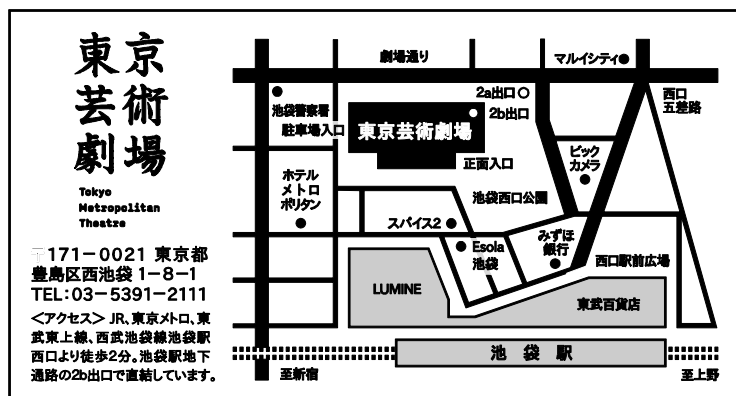 東京
芸術
劇場
Tokyo
Metropolitan
Theatre
〒171-0021 東京都
豊島区西池袋 1-8-1
TEL:03-5391-2111
＜アクセス＞ JR、東京メトロ、東
武東上線、西武池袋線池袋駅
西口より徒歩2分。池袋駅地下
通路の2b出口で直結しています。
劇場通り
マルイシティ
2a出口
2b出口
西口
五差路
池袋警察署
駐車場入口
東京芸術劇場
正面入口
ビック
カメラ
ホテル
メトロ
ポリタン
池袋西口公園
スパイス2
Esola
池袋
みずほ
銀行
西口駅前広場
LUMINE
東武百貨店
池袋駅
至新宿
至上野